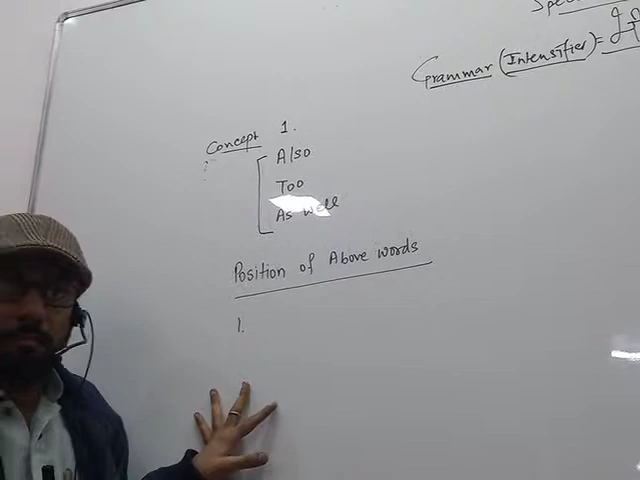 Grammar (Intensifier) =
Concept 1.
Also
Too
As well
Position of Above words
1.